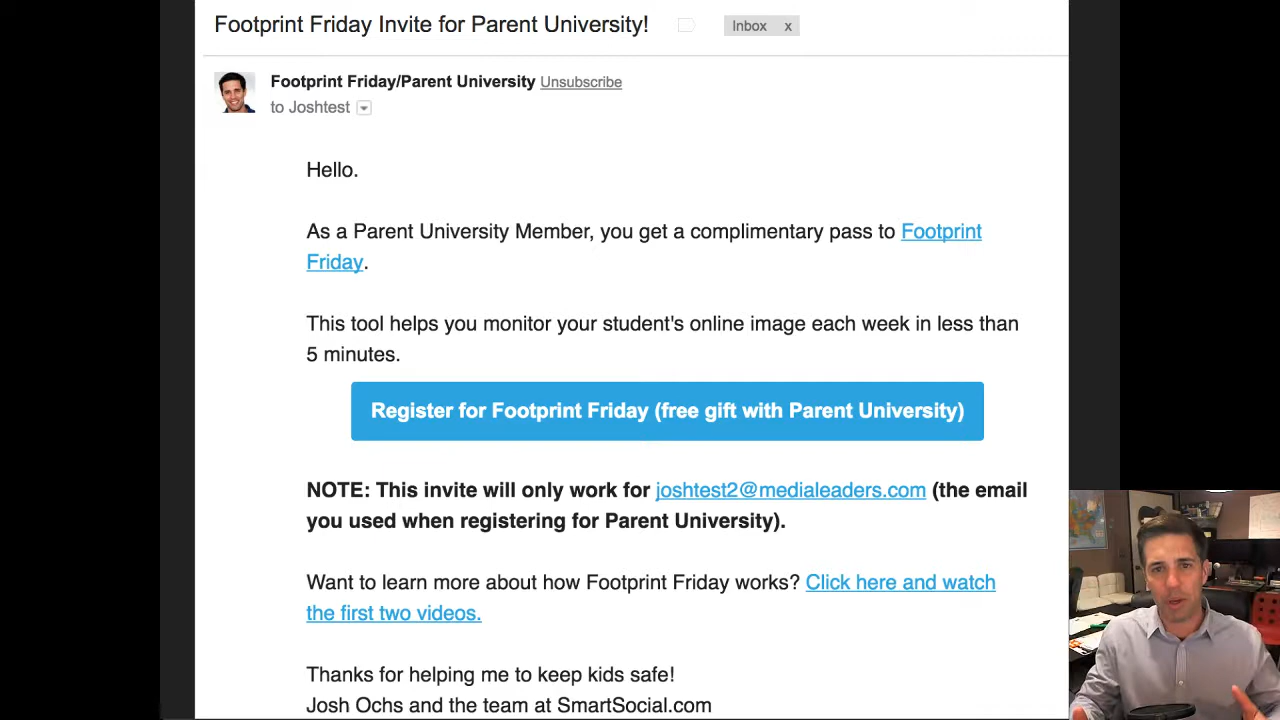 Footprint Friday Invite for Parent University!
Inbox x
Footprint Friday/Parent University Unsubscribe
to Joshtest
Hello.
As a Parent University Member, you get a complimentary pass to Footprint
Friday.
This tool helps you monitor your student's online image each week in less than
5 minutes.
Register for Footprint Friday (free gift with Parent University)
NOTE: This invite will only work for joshtest2@medialeaders.com (the email
you used when registering for Parent University).
Want to learn more about how Footprint Friday works? Click here and watch
the first two videos.
Thanks for helping me to keep kids safe!
Josh Ochs and the team at SmartSocial.com